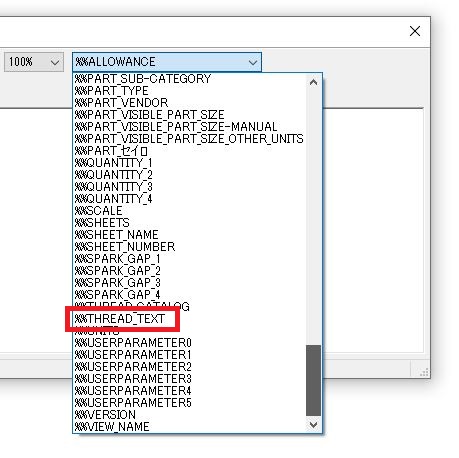 100%
%%ALLOWANCE
%%PART_SUB-CATEGORY
%%PART_TYPE
%%PART_VENDOR
%%PART_VISIBLE_PART_SIZE
%%PART_VISIBLE_PART_SIZE-MANUAL
%%PART_VISIBLE_PART_SIZE_OTHER_UNITS
%%PART_セイロ
%%QUANTITY_1
%%QUANTITY_2
%%QUANTITY_3
%%QUANTITY_4
%%SCALE
%%SHEETS
%%SHEET_NAME
%%SHEET_NUMBER
%%SPARK_GAP_1
%%SPARK_GAP_2
%%SPARK_GAP_3
%%SPARK_GAP_4
%%THREAD_CATALOG
%%THREAD_TEXT
%%UNITS
%%USERPARAMETER0
%%USERPARAMETER1
%%USERPARAMETER2
%%USERPARAMETER3
%%USERPARAMETER4
%%USERPARAMETER5
%%VERSION
%%VIEW_NAME